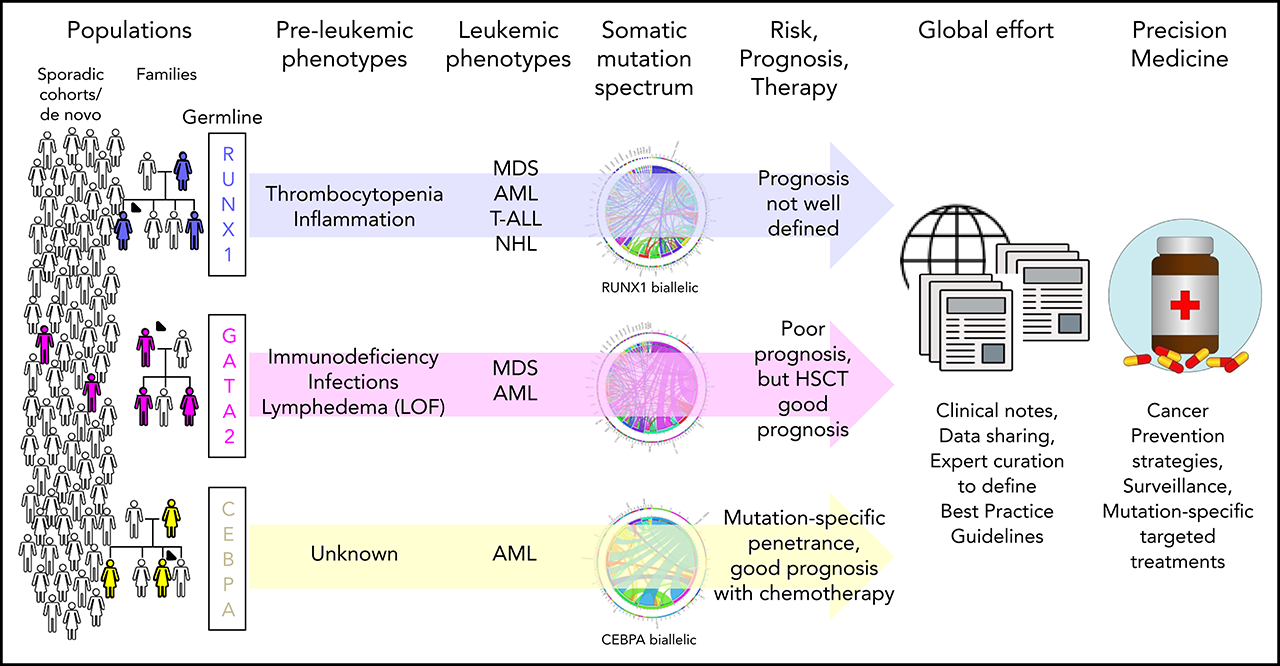 Populations
Sporadic
cohorts/
de novo
Families
Germline
Pre-leukemic
phenotypes
Leukemic
phenotypes
Somatic
mutation
spectrum
Risk,
Prognosis,
Therapy
Global effort
Precision
Medicine
R
U
N
X
1
Thrombocytopenia
Inflammation
MDS
AML
T-ALL
NHL
RUNX1 biallelic
Prognosis
not well
defined
G
A
T
A
2
Immunodeficiency
Infections
Lymphedema (LOF)
MDS
AML
Poor
prognosis,
but HSCT
good
prognosis
C
E
B
P
A
Unknown
AML
CEBPA biallelic
Mutation-specific
penetrance,
good prognosis
with chemotherapy
Clinical notes,
Data sharing,
Expert curation
to define
Best Practice
Guidelines
Cancer
Prevention
strategies,
Surveillance,
Mutation-specific
targeted
treatments